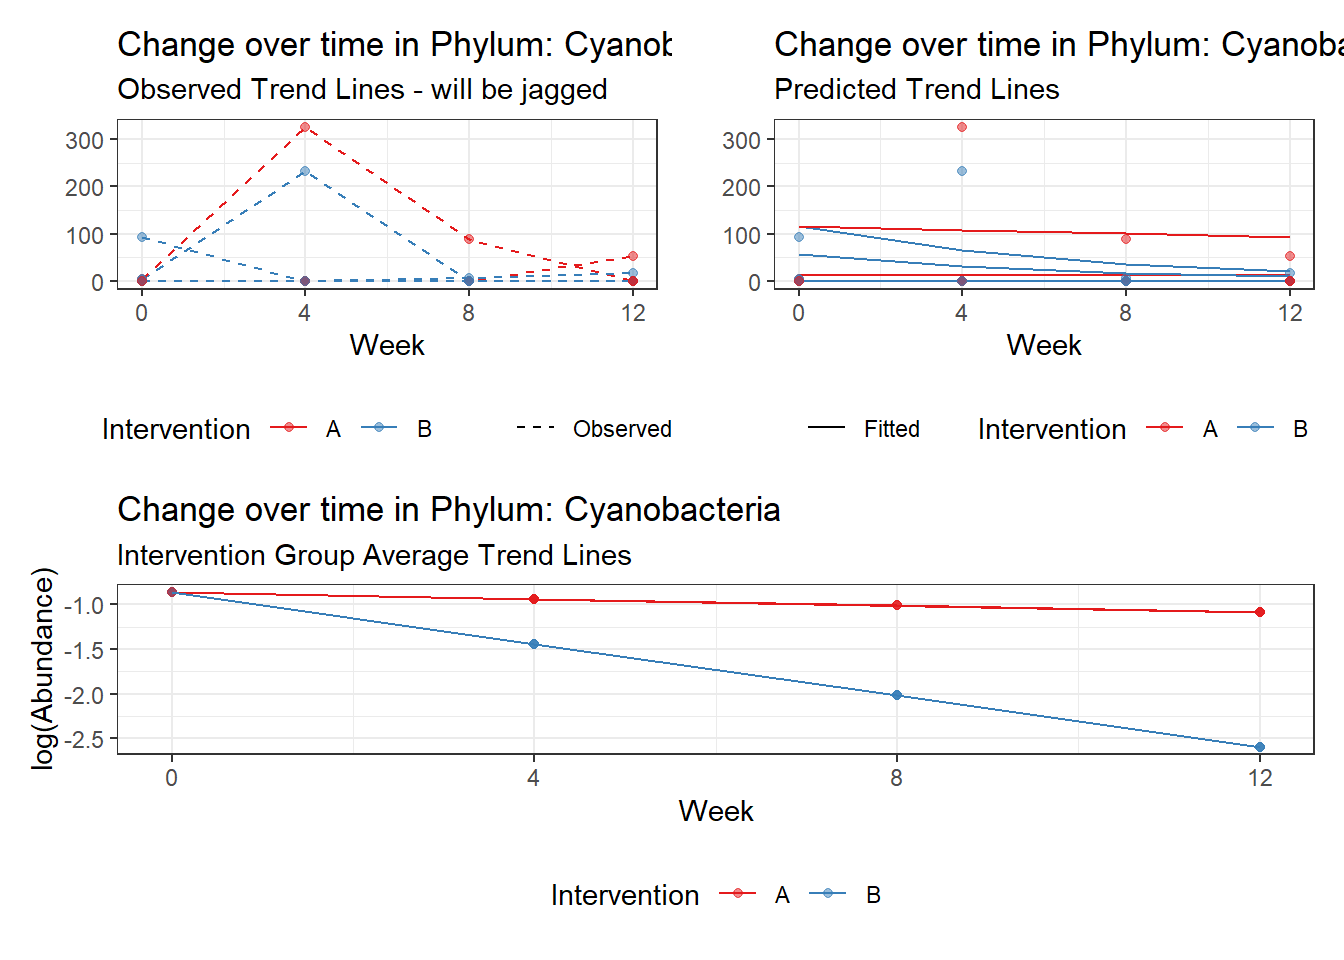 Change over time in Phylum: Cyanob
Observed Trend Lines - will be jagged
300
200
100
0
0 4 8 12
Week
Intervention A B Observed
Change over time in Phylum: Cyanoba
Predicted Trend Lines
300
200
100
0
0 4 8 12
Week
Fitted Intervention A B
Change over time in Phylum: Cyanobacteria
Intervention Group Average Trend Lines
log(Abundance)
-1.0
-1.5
-2.0
-2.5
0 4 8 12
Week
Intervention A B